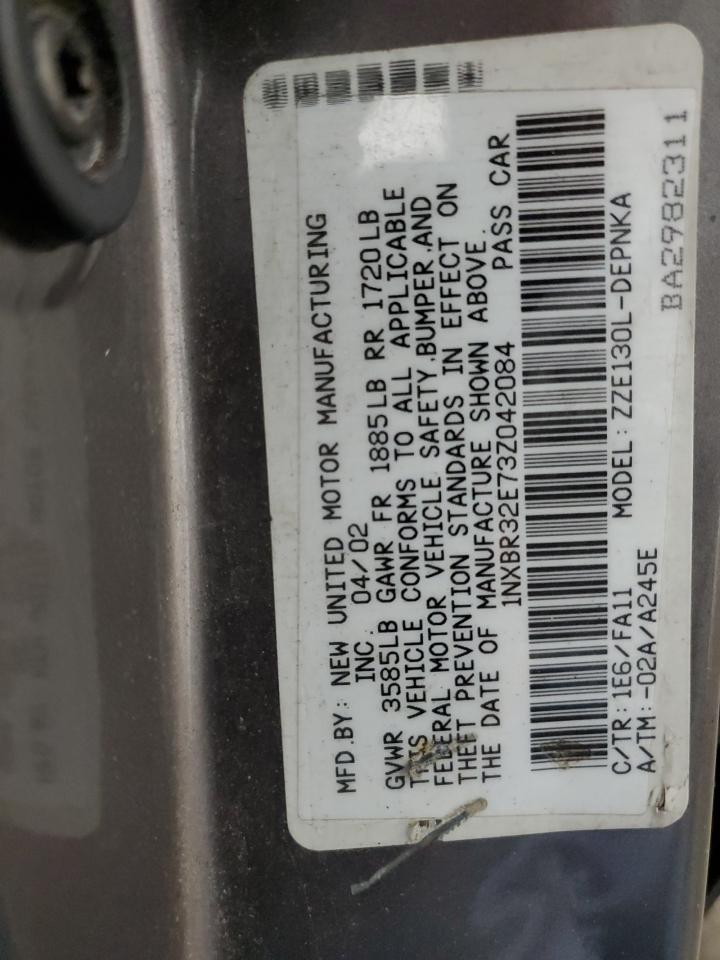 MFD.BY: NEW UNITED MOTOR MANUFACTURING
INC. 04/02
GVWR 3585LB GAWR FR 1885LB RR 1720LB
THIS VEHICLE CONFORMS TO ALL APPLICABLE
FEDERAL MOTOR VEHICLE SAFETY,BUMPER,AND
THEFT PREVENTION STANDARDS IN EFFECT ON
THE DATE OF MANUFACTURE SHOWN ABOVE.
1NXBR32E73Z042084 PASS CAR
C/TR: 1E6/FA11 MODEL: ZZE130L-DEPNKA
A/TM:-02A/A245E
BA2982311